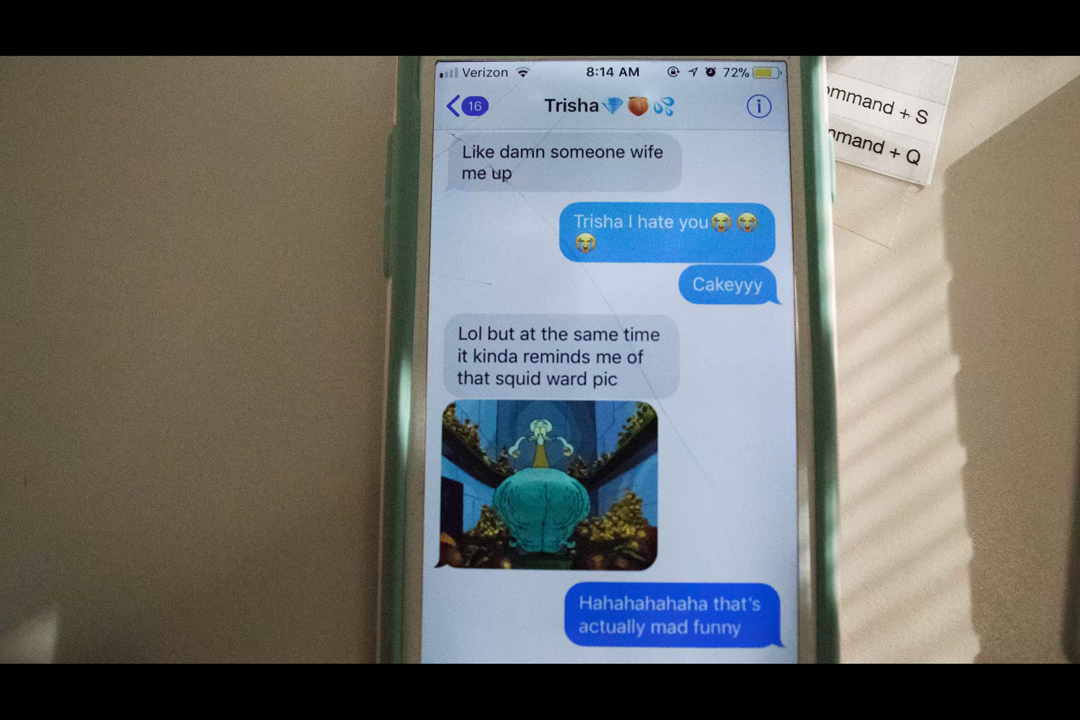 Verizon 8:14 AM 72%
16 Trisha💎🍑💦
Like damn someone wife
me up
Trisha I hate you😭😭
😭
Cakeyyy
Lol but at the same time
it kinda reminds me of
that squid ward pic
Hahahahahaha that's
actually mad funny
ommand + S
mmand + Q